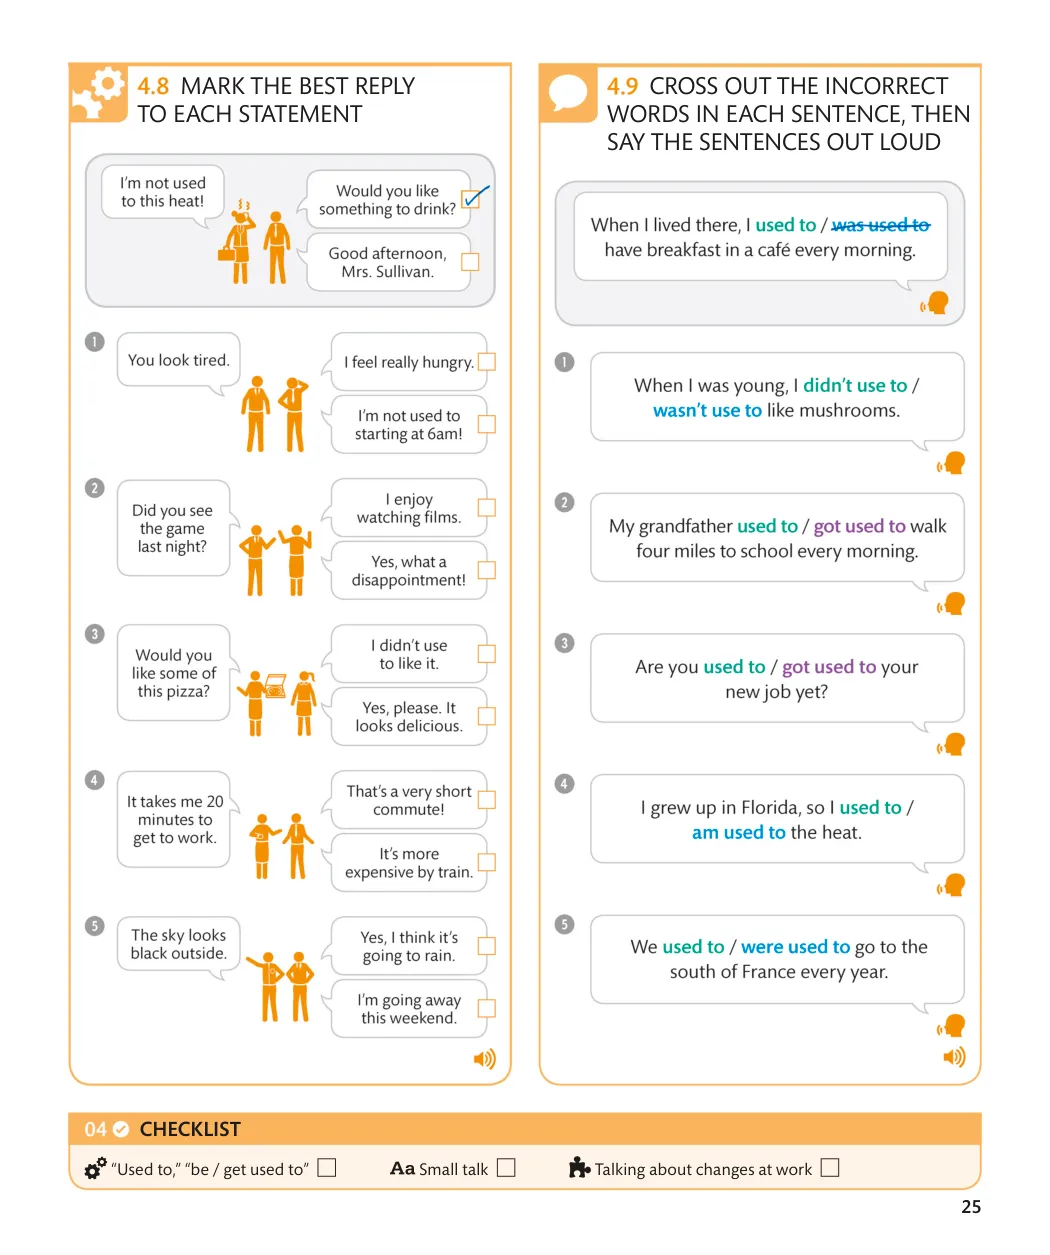 4.8 MARK THE BEST REPLY
TO EACH STATEMENT
I'm not used
to this heat!
Would you like
something to drink?
Good afternoon,
Mrs. Sullivan.
1
You look tired.
I feel really hungry.
I'm not used to
starting at 6am!
2
Did you see
the game
last night?
I enjoy
watching films.
Yes, what a
disappointment!
3
Would you
like some of
this pizza?
I didn't use
to like it.
Yes, please. It
looks delicious.
4
It takes me 20
minutes to
get to work.
That's a very short
commute!
It's more
expensive by train.
5
The sky looks
black outside.
Yes, I think it's
going to rain.
I'm going away
this weekend.
4.9 CROSS OUT THE INCORRECT
WORDS IN EACH SENTENCE, THEN
SAY THE SENTENCES OUT LOUD
When I lived there, I used to / was used to
have breakfast in a café every morning.
1
When I was young, I didn't use to /
wasn't use to like mushrooms.
2
My grandfather used to / got used to walk
four miles to school every morning.
3
Are you used to / got used to your
new job yet?
4
I grew up in Florida, so I used to /
am used to the heat.
5
We used to / were used to go to the
south of France every year.
04 CHECKLIST
“Used to,” “be / get used to” Aa Small talk Talking about changes at work
25